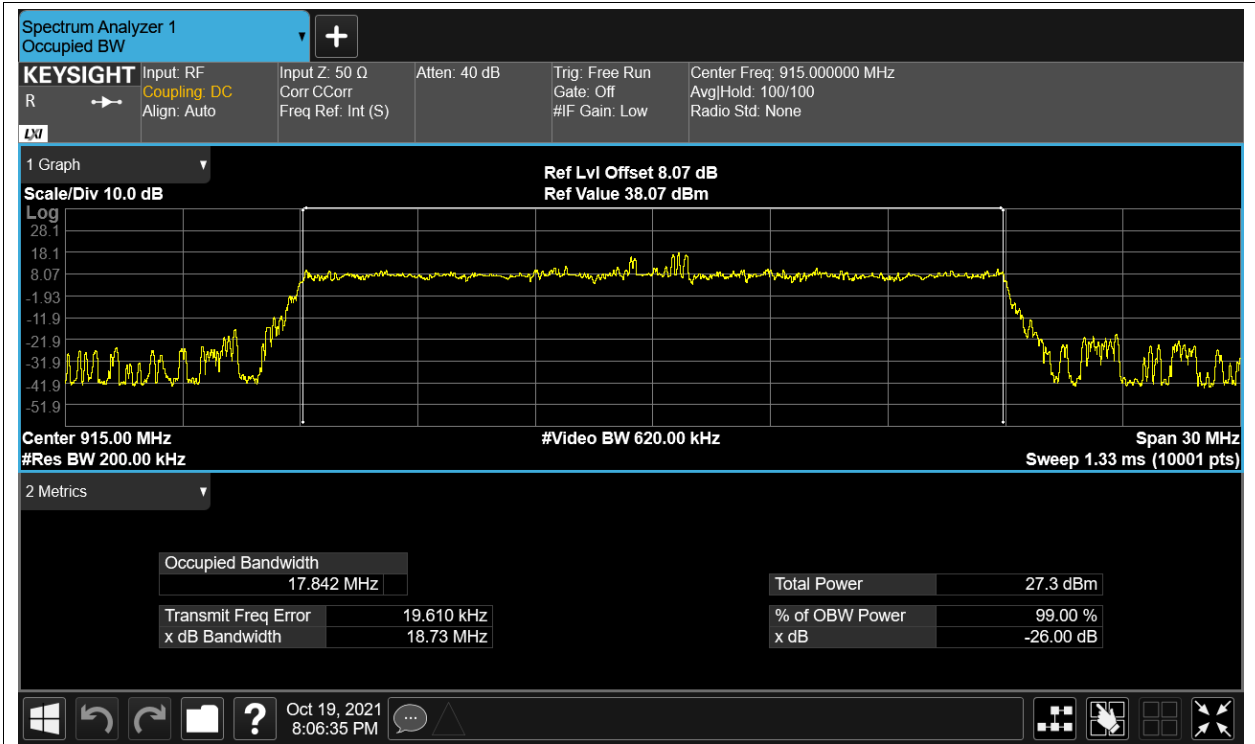 Spectrum Analyzer 1
Occupied BW
KEYSIGHT
R
LXI
Input: RF
Coupling: DC
Align: Auto
Input Z: 50 Ω
Corr CCorr
Freq Ref: Int (S)
Atten: 40 dB
Trig: Free Run
Gate: Off
#IF Gain: Low
Center Freq: 915.000000 MHz
Avg|Hold: 100/100
Radio Std: None
1 Graph
Scale/Div 10.0 dB
Ref Lvl Offset 8.07 dB
Ref Value 38.07 dBm
Log
28.1
18.1
8.07
-1.93
-11.9
-21.9
-31.9
-41.9
-51.9
Center 915.00 MHz
#Res BW 200.00 kHz
#Video BW 620.00 kHz
Span 30 MHz
Sweep 1.33 ms (10001 pts)
2 Metrics
Occupied Bandwidth
17.842 MHz
Transmit Freq Error 19.610 kHz
x dB Bandwidth 18.73 MHz
Total Power 27.3 dBm
% of OBW Power 99.00 %
x dB -26.00 dB
?
Oct 19, 2021
8:06:35 PM